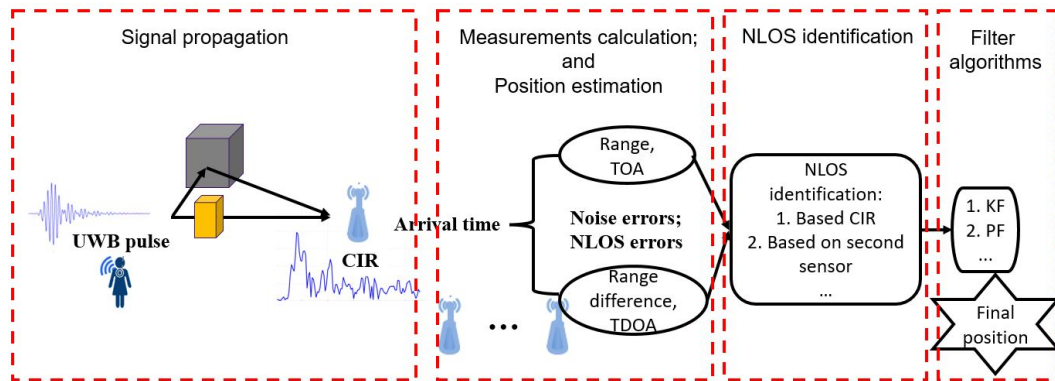 Signal propagation
UWB pulse
CIR
Measurements calculation;
and
Position estimation
Arrival time
Range,
TOA
Noise errors;
NLOS errors
Range
difference,
TDOA
...
NLOS identification
NLOS
identification:
1. Based CIR
2. Based on second
sensor
...
Filter
algorithms
1. KF
2. PF
...
Final
position